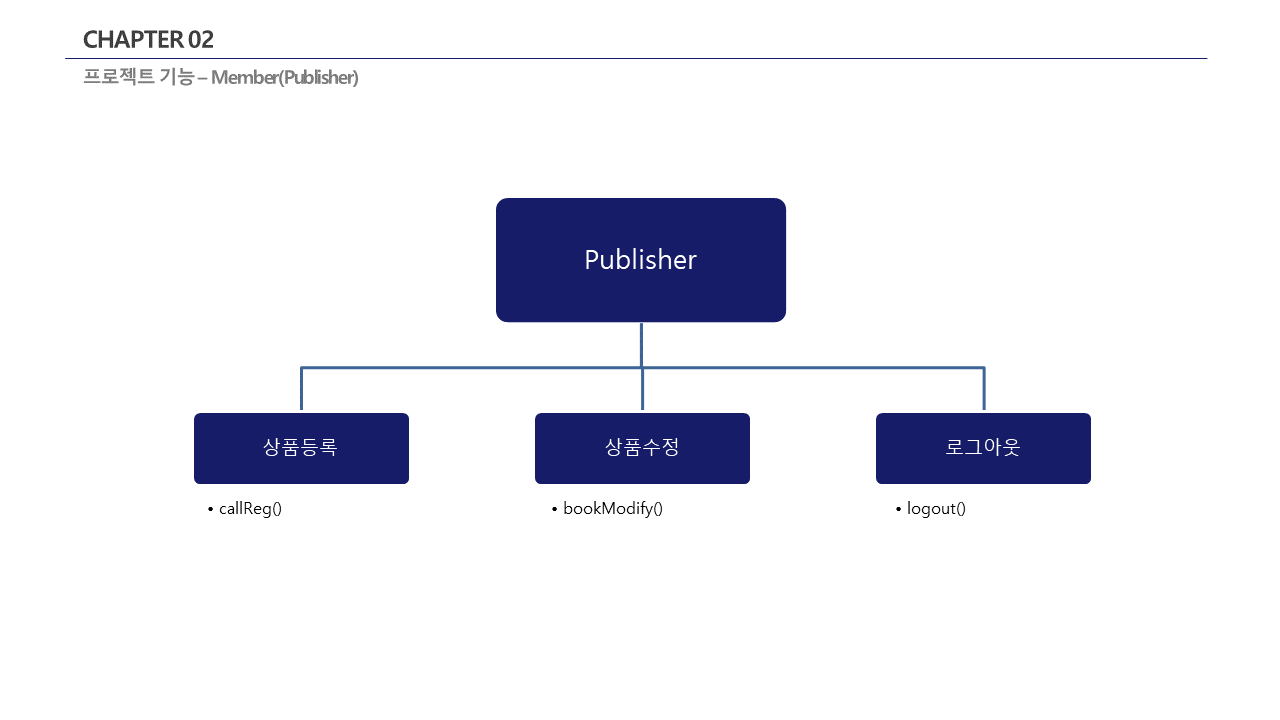 CHAPTER 02
프로젝트 기능 – Member(Publisher)
Publisher
상품등록
상품수정
로그아웃
• callReg()
• bookModify()
• logout()